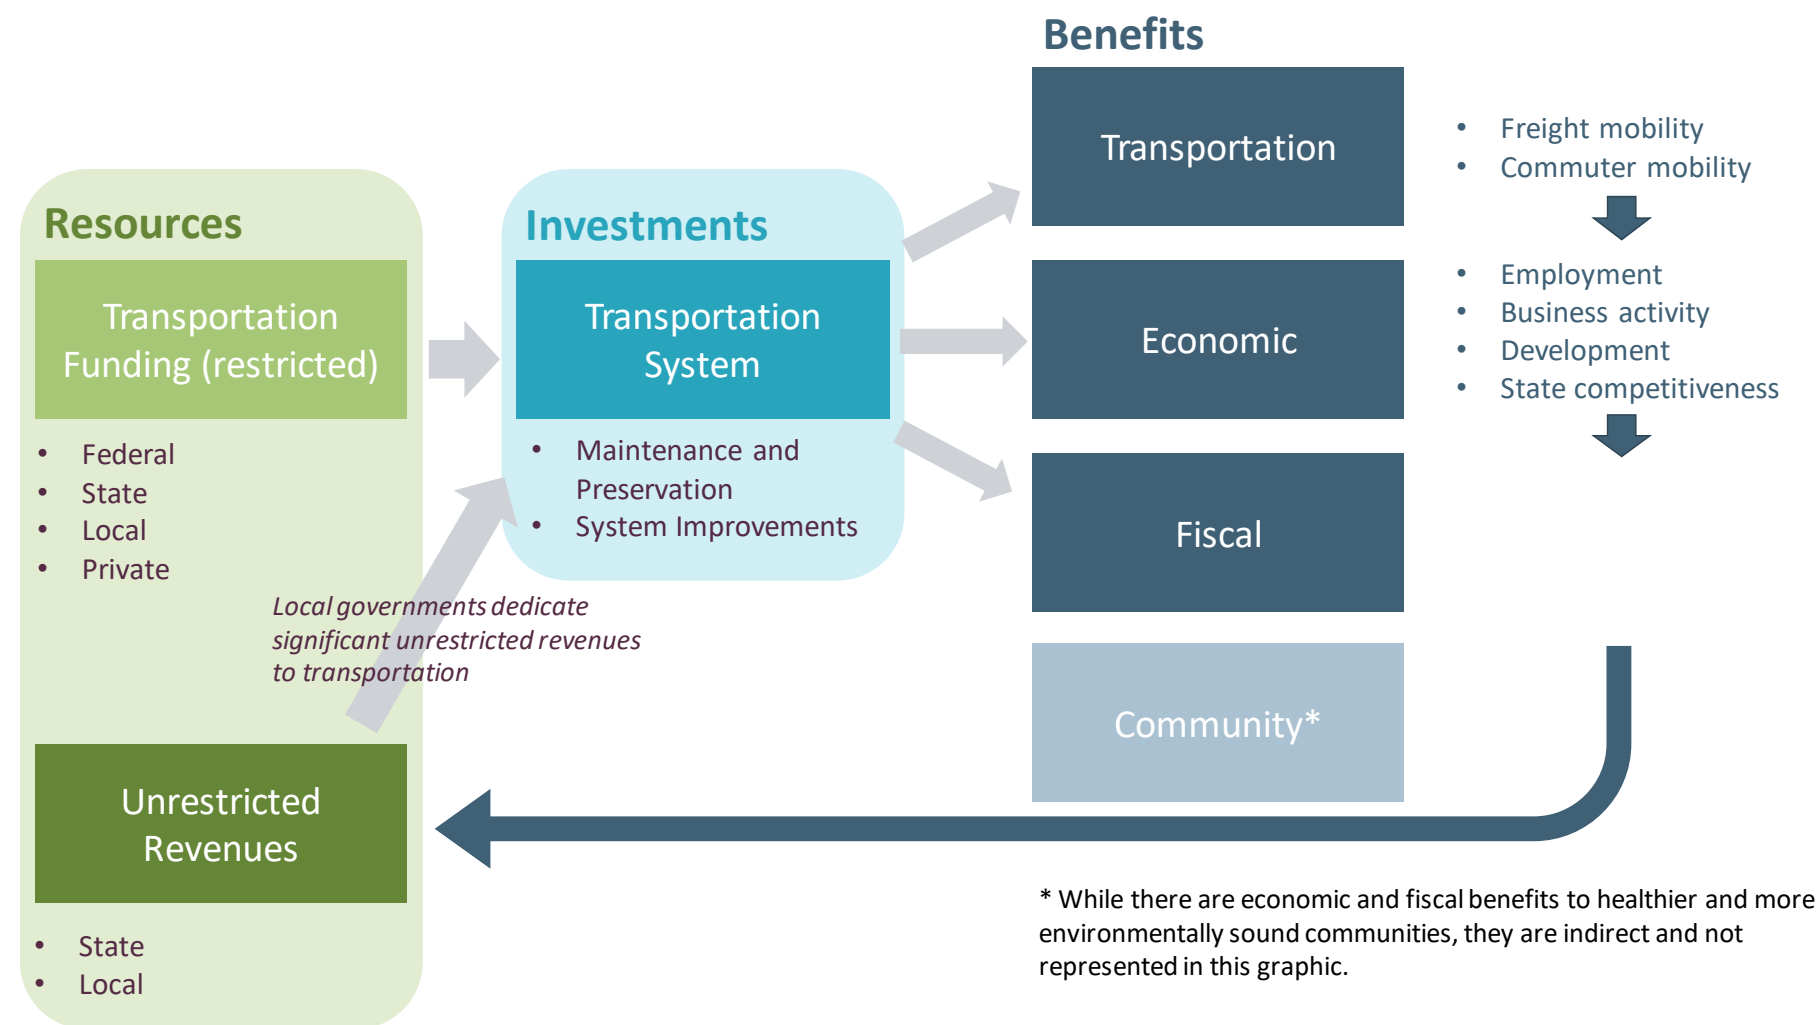 Resources
Transportation
Funding (restricted)
• Federal
• State
• Local
• Private
Local governments dedicate
significant unrestricted revenues
to transportation
Unrestricted
Revenues
• State
• Local
Investments
Transportation
System
• Maintenance and
Preservation
• System Improvements
Benefits
Transportation
• Freight mobility
• Commuter mobility
Economic
• Employment
• Business activity
• Development
• State competitiveness
Fiscal
Community*
* While there are economic and fiscal benefits to healthier and more
environmentally sound communities, they are indirect and not
represented in this graphic.